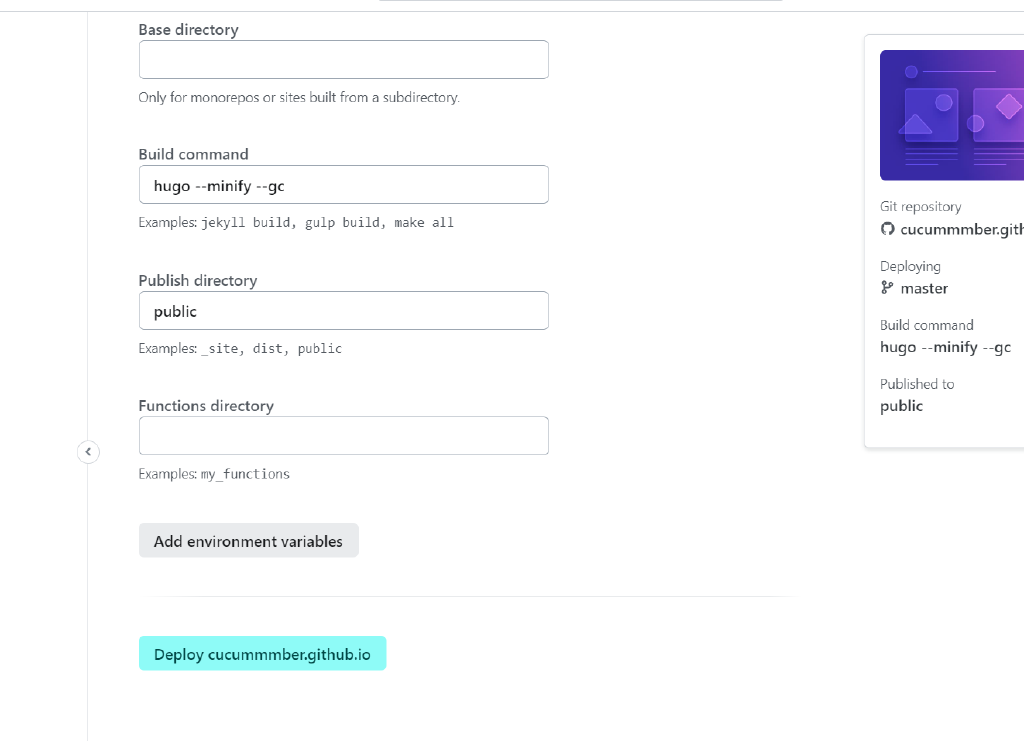 Base directory
Only for monorepos or sites built from a subdirectory.
Build command
hugo --minify --gc
Examples: jekyll build, gulp build, make all
Publish directory
public
Examples: _site, dist, public
Functions directory
Examples: my_functions
Add environment variables
Deploy cucummmber.github.io
Git repository
cucummmber.gith
Deploying
master
Build command
hugo --minify --gc
Published to
public